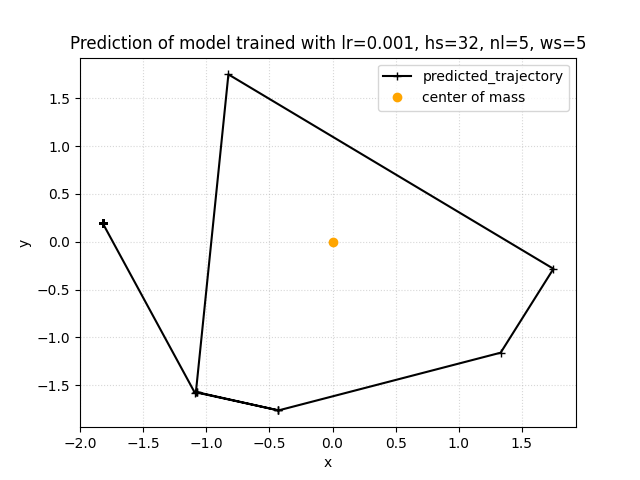 Prediction of model trained with lr=0.001, hs=32, nl=5, ws=5
predicted_trajectory
center of mass
1.5
1.0
0.5
0.0
−0.5
−1.0
−1.5
y
−2.0 −1.5 −1.0 −0.5 0.0 0.5 1.0 1.5
x